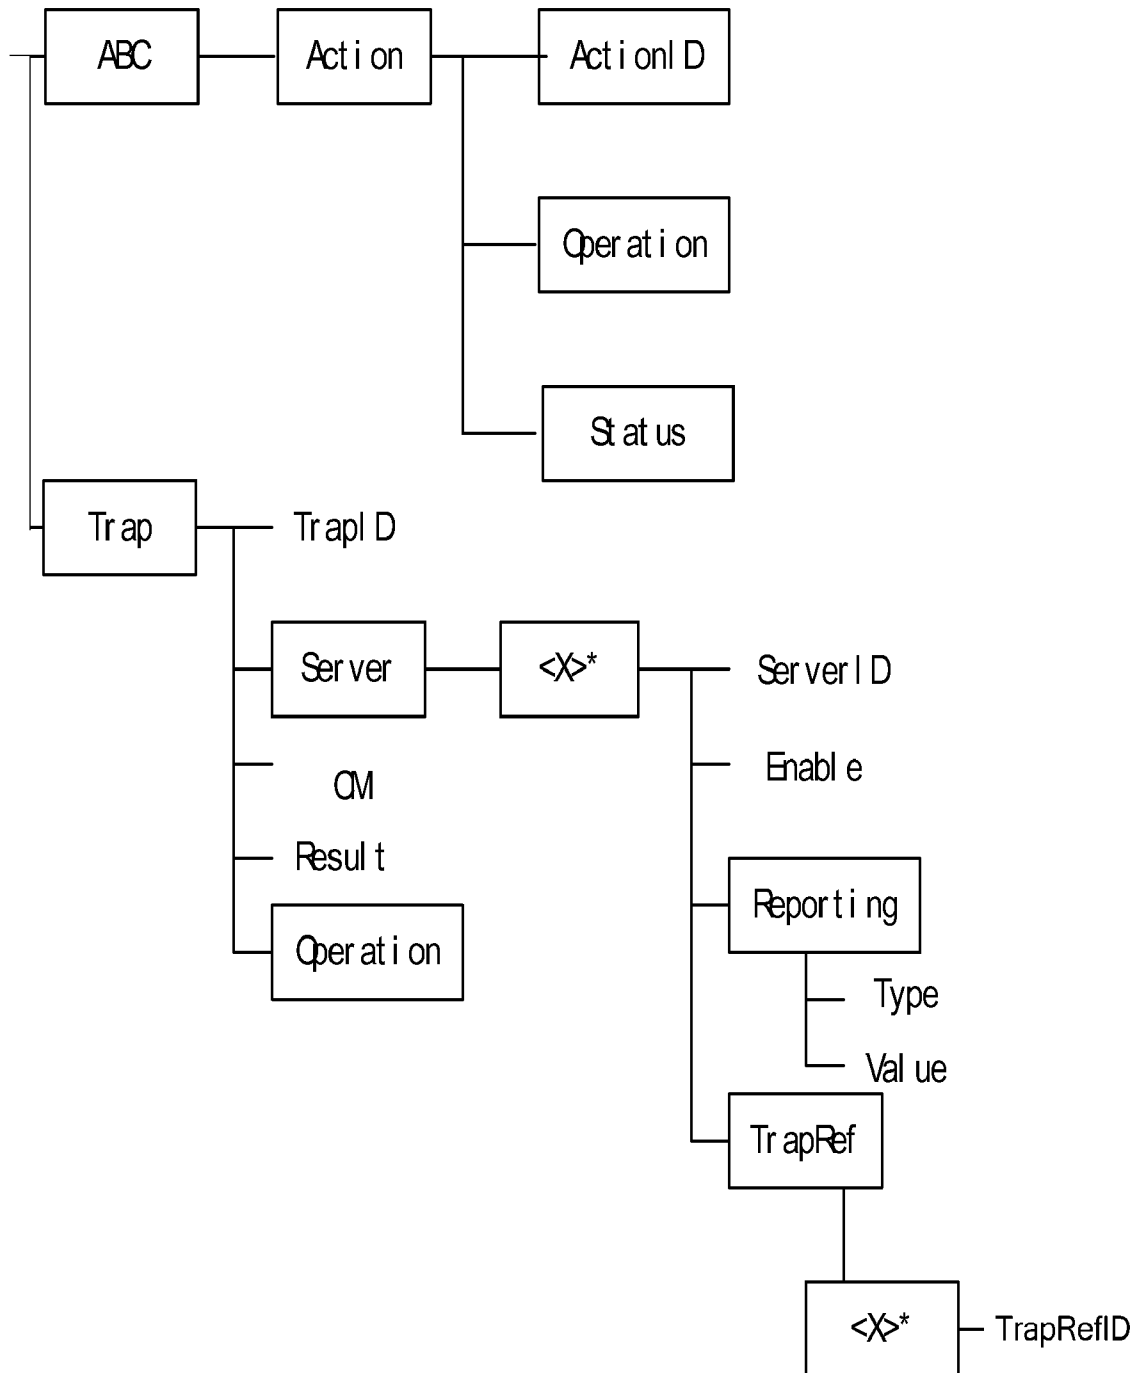 ABC
Action
ActionID
Operation
Status
Trap
TrapID
Server
<X>*
ServerID
CM
Enable
Result
Reporting
Operation
Type
Value
TrapRef
<X>*
TrapRefID